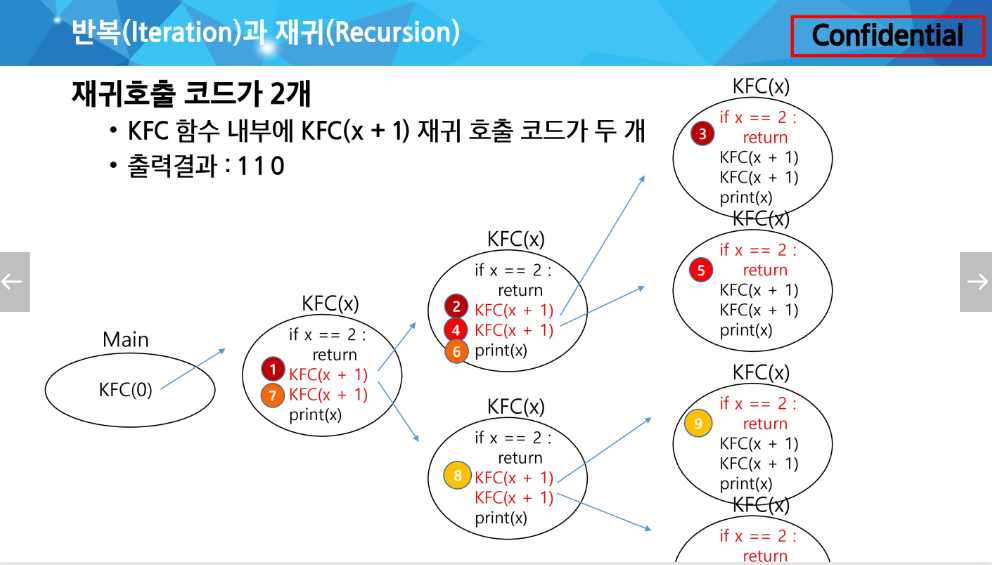 반복(Iteration)과 재귀(Recursion)
Confidential
재귀호출 코드가 2개
• KFC 함수 내부에 KFC(x + 1) 재귀 호출 코드가 두 개
• 출력결과 : 1 1 0
Main
KFC(0)
KFC(x)
if x == 2 :
return
1 KFC(x + 1)
7 KFC(x + 1)
print(x)
KFC(x)
if x == 2 :
return
2 KFC(x + 1)
4 KFC(x + 1)
6 print(x)
KFC(x)
3 if x == 2 :
return
KFC(x + 1)
KFC(x + 1)
print(x)
KFC(x)
5 if x == 2 :
return
KFC(x + 1)
KFC(x + 1)
print(x)
KFC(x)
if x == 2 :
return
8 KFC(x + 1)
KFC(x + 1)
print(x)
KFC(x)
if x == 2 :
9 return
KFC(x + 1)
KFC(x + 1)
print(x)
KFC(x)
if x == 2 :
return